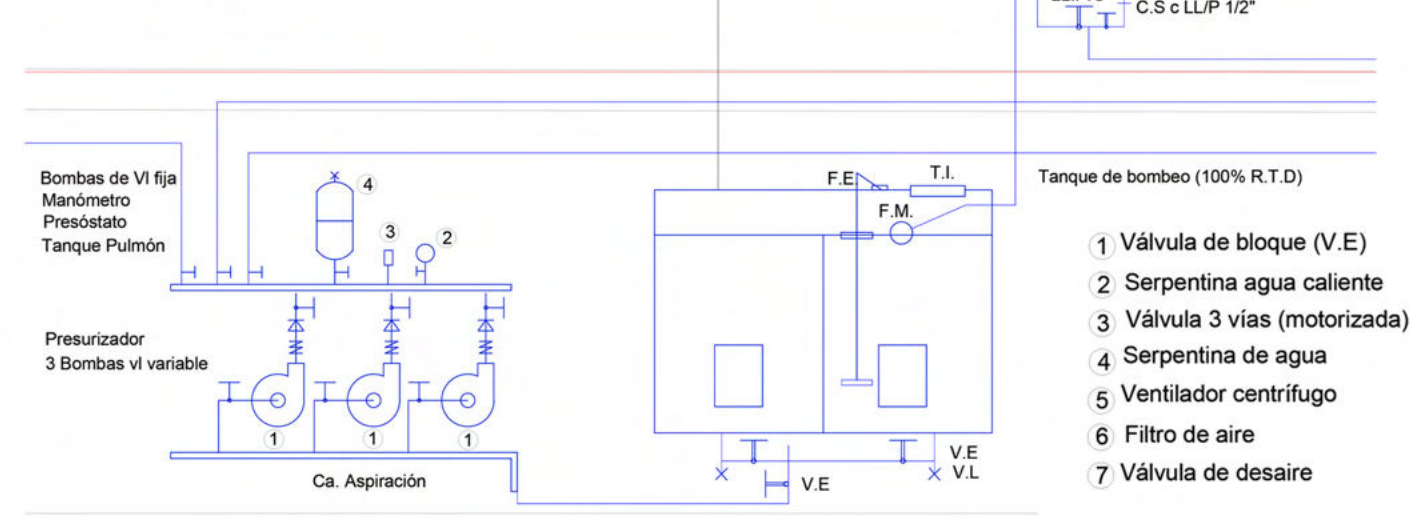 C.S c LL/P 1/2"
Bombas de Vl fija
Manómetro
Presóstato
Tanque Pulmón
4
3
2
F.E.
T.I.
F.M.
Tanque de bombeo (100% R.T.D)
1 Válvula de bloque (V.E)
2 Serpentina agua caliente
3 Válvula 3 vías (motorizada)
4 Serpentina de agua
5 Ventilador centrífugo
6 Filtro de aire
7 Válvula de desaire
Presurizador
3 Bombas vl variable
1
1
1
Ca. Aspiración
V.E
V.L
V.E